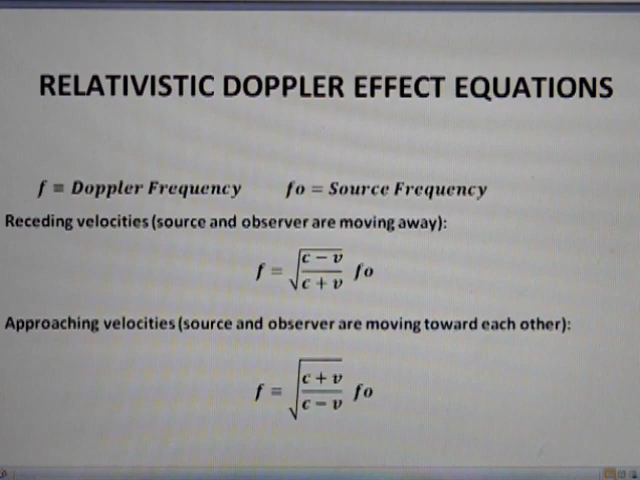 RELATIVISTIC DOPPLER EFFECT EQUATIONS
f = Doppler Frequency fo = Source Frequency
Receding velocities (source and observer are moving away):
f = √((c − v)/(c + v)) fo
Approaching velocities (source and observer are moving toward each other):
f = √((c + v)/(c − v)) fo